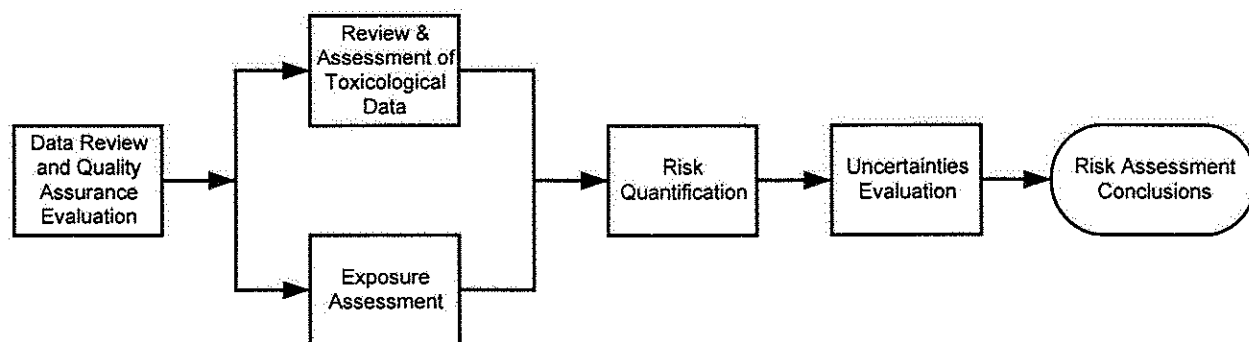 Review &
Assessment of
Toxicological
Data
Data Review
and Quality
Assurance
Evaluation
Risk
Quantification
Uncertainties
Evaluation
Risk Assessment
Conclusions
Exposure
Assessment